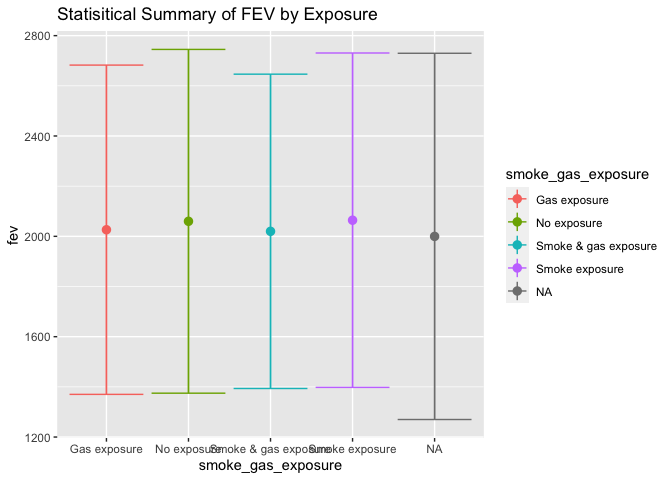 Statisitical Summary of FEV by Exposure
fev
2800
2400
2000
1600
1200
Gas exposure No exposure Smoke & gas exposure Smoke exposure NA
smoke_gas_exposure
smoke_gas_exposure
Gas exposure
No exposure
Smoke & gas exposure
Smoke exposure
NA